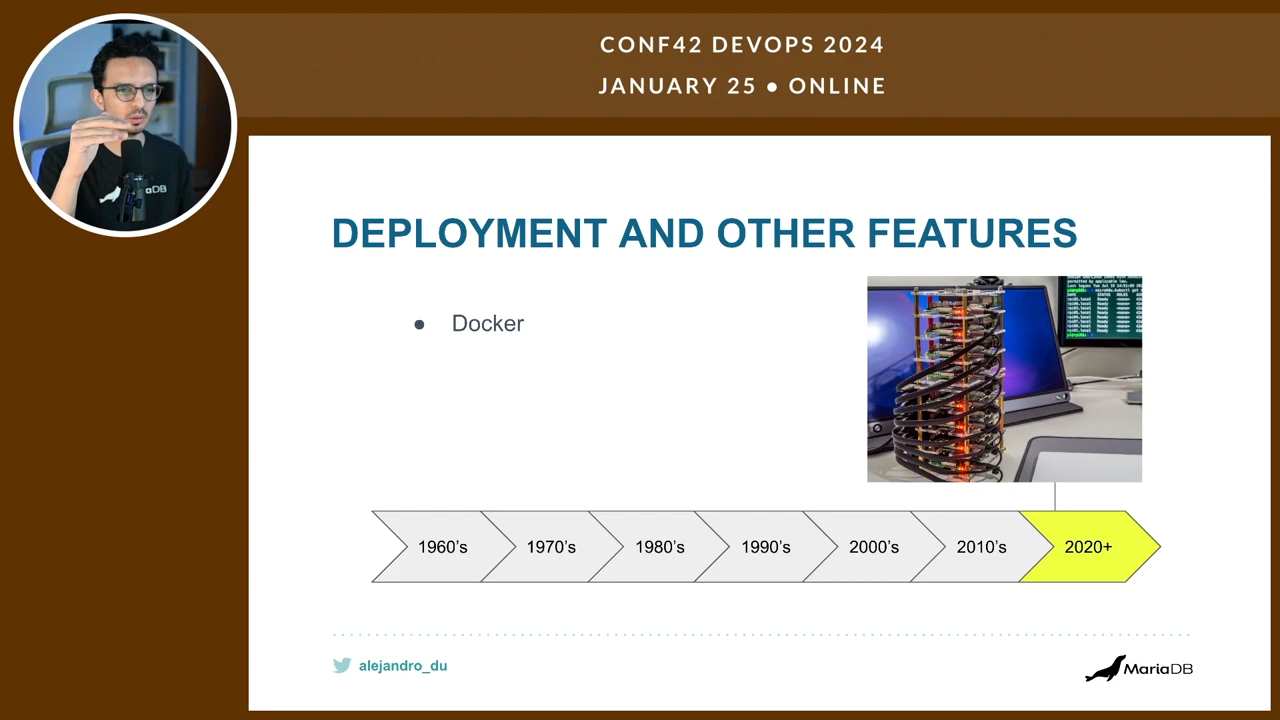 CONF42 DEVOPS 2024
JANUARY 25 ● ONLINE
aDB
DEPLOYMENT AND OTHER FEATURES
● Docker
1960's
1970's
1980's
1990's
2000's
2010's
2020+
alejandro_du
MariaDB